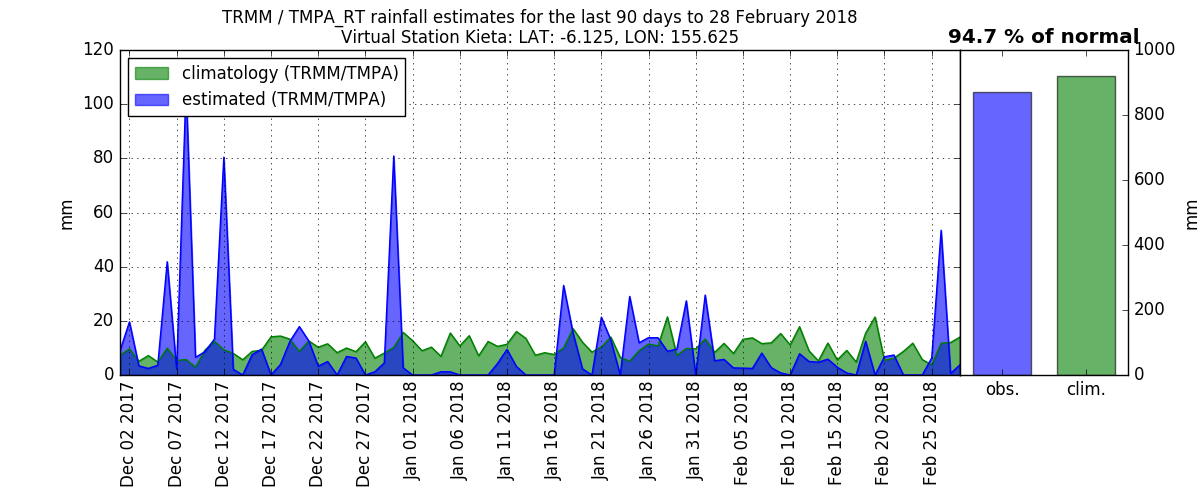 TRMM / TMPA_RT rainfall estimates for the last 90 days to 28 February 2018
Virtual Station Kieta: LAT: -6.125, LON: 155.625
94.7 % of normal
climatology (TRMM/TMPA)
estimated (TRMM/TMPA)
mm
120
100
80
60
40
20
0
Dec 02 2017
Dec 07 2017
Dec 12 2017
Dec 17 2017
Dec 22 2017
Dec 27 2017
Jan 01 2018
Jan 06 2018
Jan 11 2018
Jan 16 2018
Jan 21 2018
Jan 26 2018
Jan 31 2018
Feb 05 2018
Feb 10 2018
Feb 15 2018
Feb 20 2018
Feb 25 2018
obs.
clim.
1000
800
600
400
200
0
mm